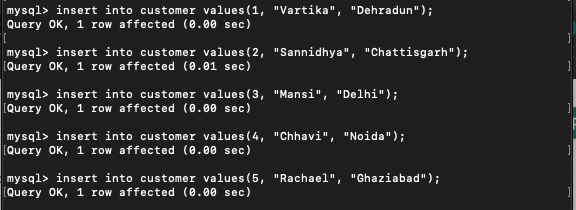 mysql> insert into customer values(1, "Vartika", "Dehradun");
Query OK, 1 row affected (0.00 sec)
[ ]
mysql> insert into customer values(2, "Sannidhya", "Chattisgarh");
[Query OK, 1 row affected (0.01 sec) ]
mysql> insert into customer values(3, "Mansi", "Delhi");
[Query OK, 1 row affected (0.00 sec) ]
mysql> insert into customer values(4, "Chhavi", "Noida");
[Query OK, 1 row affected (0.00 sec) ]
mysql> insert into customer values(5, "Rachael", "Ghaziabad");
[Query OK, 1 row affected (0.00 sec) ]